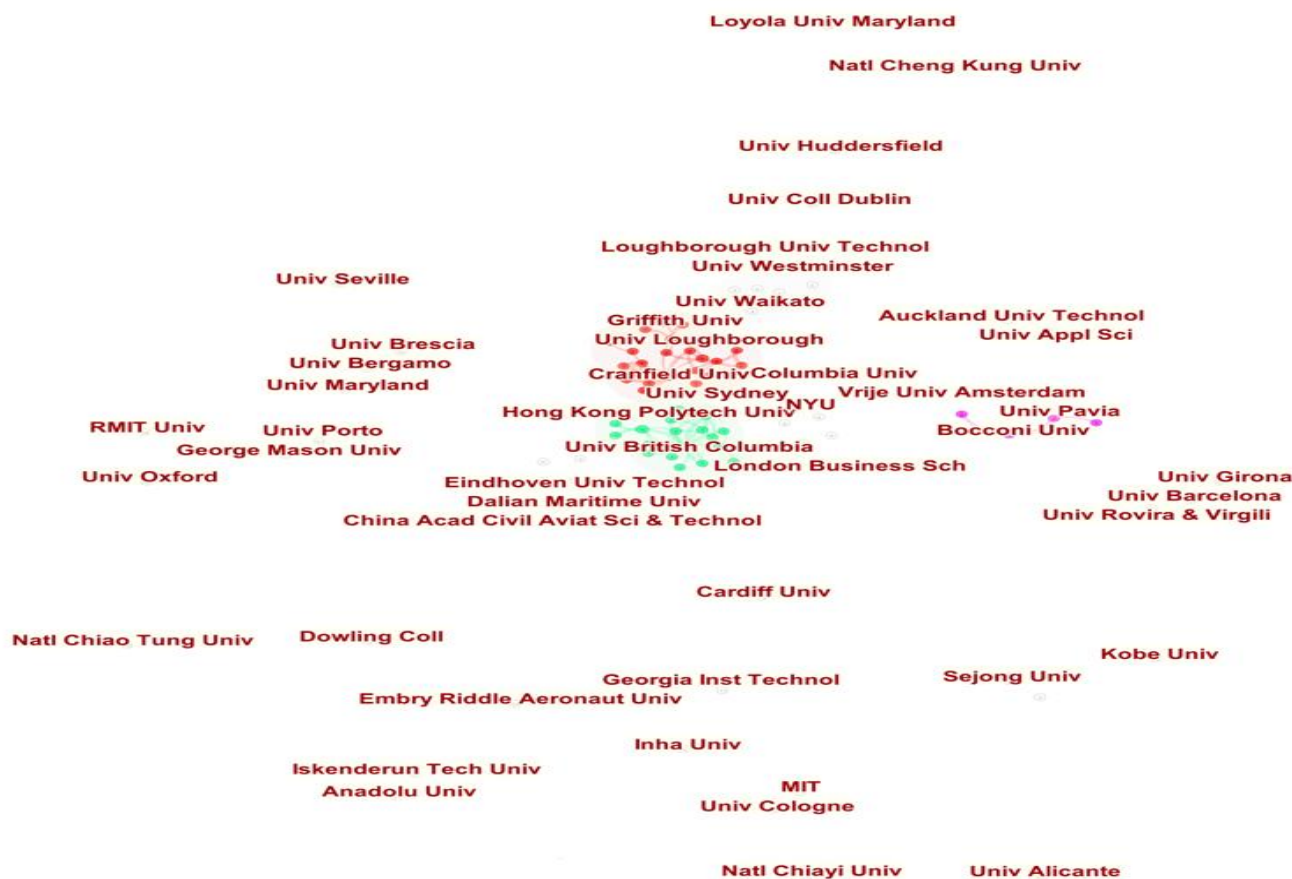 Loyola Univ Maryland
Natl Cheng Kung Univ
Univ Huddersfield
Univ Coll Dublin
Loughborough Univ Technol
Univ Westminster
Univ Seville
Univ Waikato
Auckland Univ Technol
Griffith Univ
Univ Appl Sci
Univ Loughborough
Univ Brescia
Univ Bergamo
Cranfield Univ
Columbia Univ
Univ Maryland
Univ Sydney
Vrije Univ Amsterdam
NYU
Hong Kong Polytech Univ
Univ Pavia
RMIT Univ
Univ Porto
Bocconi Univ
George Mason Univ
Univ British Columbia
London Business Sch
Univ Oxford
Univ Girona
Eindhoven Univ Technol
Univ Barcelona
Dalian Maritime Univ
Univ Rovira & Virgili
China Acad Civil Aviat Sci & Technol
Cardiff Univ
Natl Chiao Tung Univ
Dowling Coll
Kobe Univ
Sejong Univ
Georgia Inst Technol
Embry Riddle Aeronaut Univ
Inha Univ
Iskenderun Tech Univ
MIT
Anadolu Univ
Univ Cologne
Natl Chiayi Univ
Univ Alicante